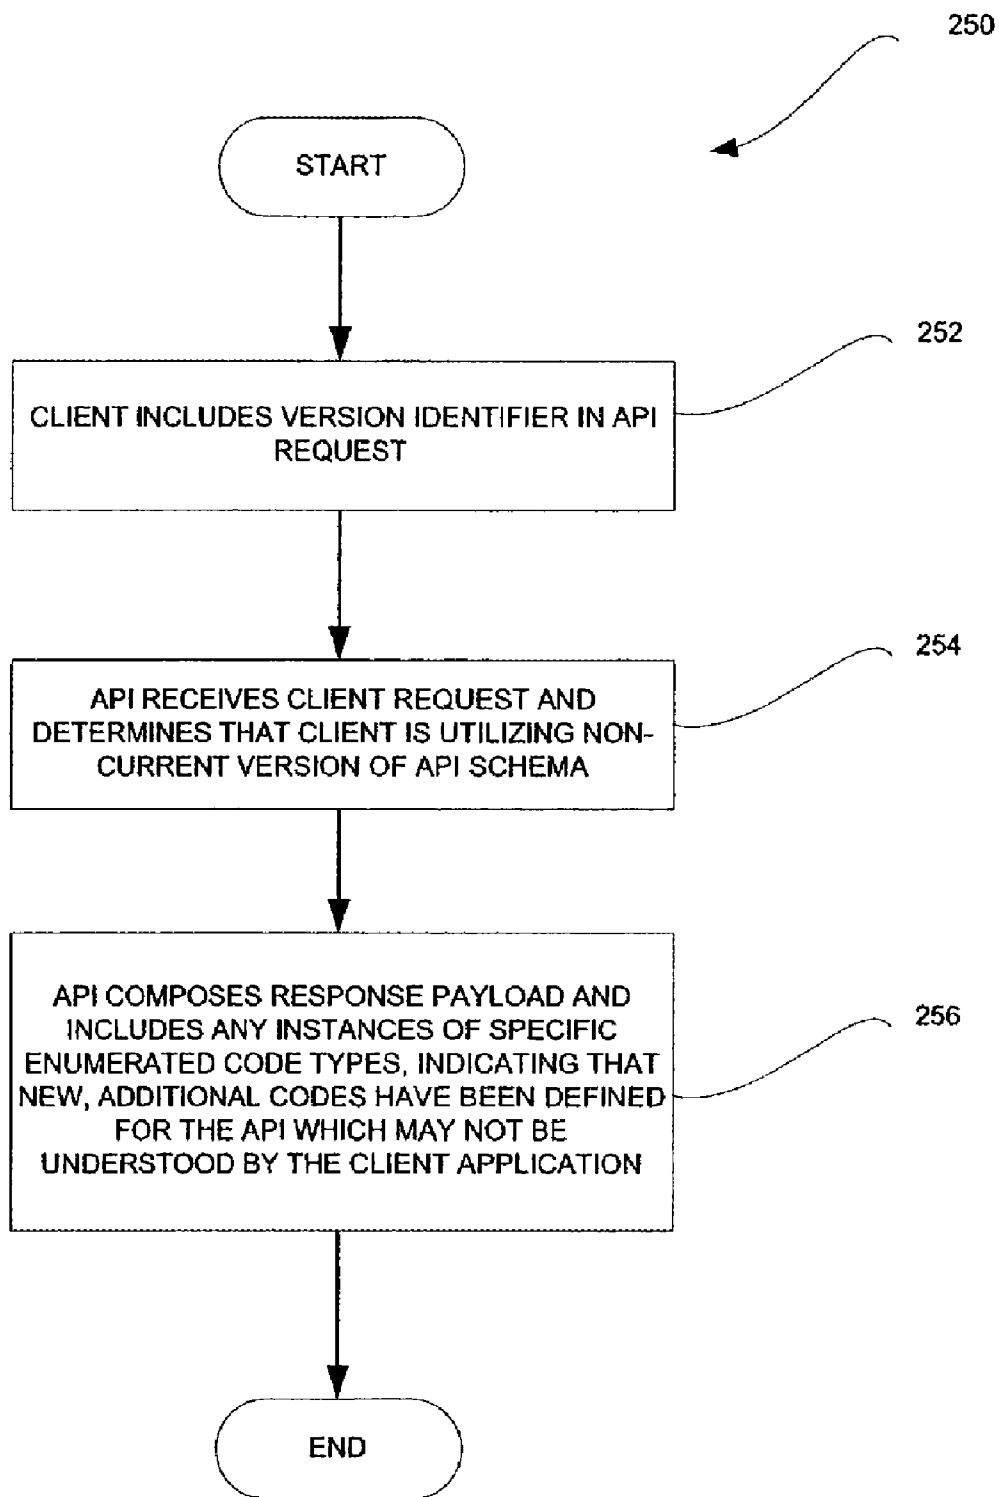 250
START
252
CLIENT INCLUDES VERSION IDENTIFIER IN API
REQUEST
254
API RECEIVES CLIENT REQUEST AND
DETERMINES THAT CLIENT IS UTILIZING NON-
CURRENT VERSION OF API SCHEMA
256
API COMPOSES RESPONSE PAYLOAD AND
INCLUDES ANY INSTANCES OF SPECIFIC
ENUMERATED CODE TYPES, INDICATING THAT
NEW, ADDITIONAL CODES HAVE BEEN DEFINED
FOR THE API WHICH MAY NOT BE
UNDERSTOOD BY THE CLIENT APPLICATION
END